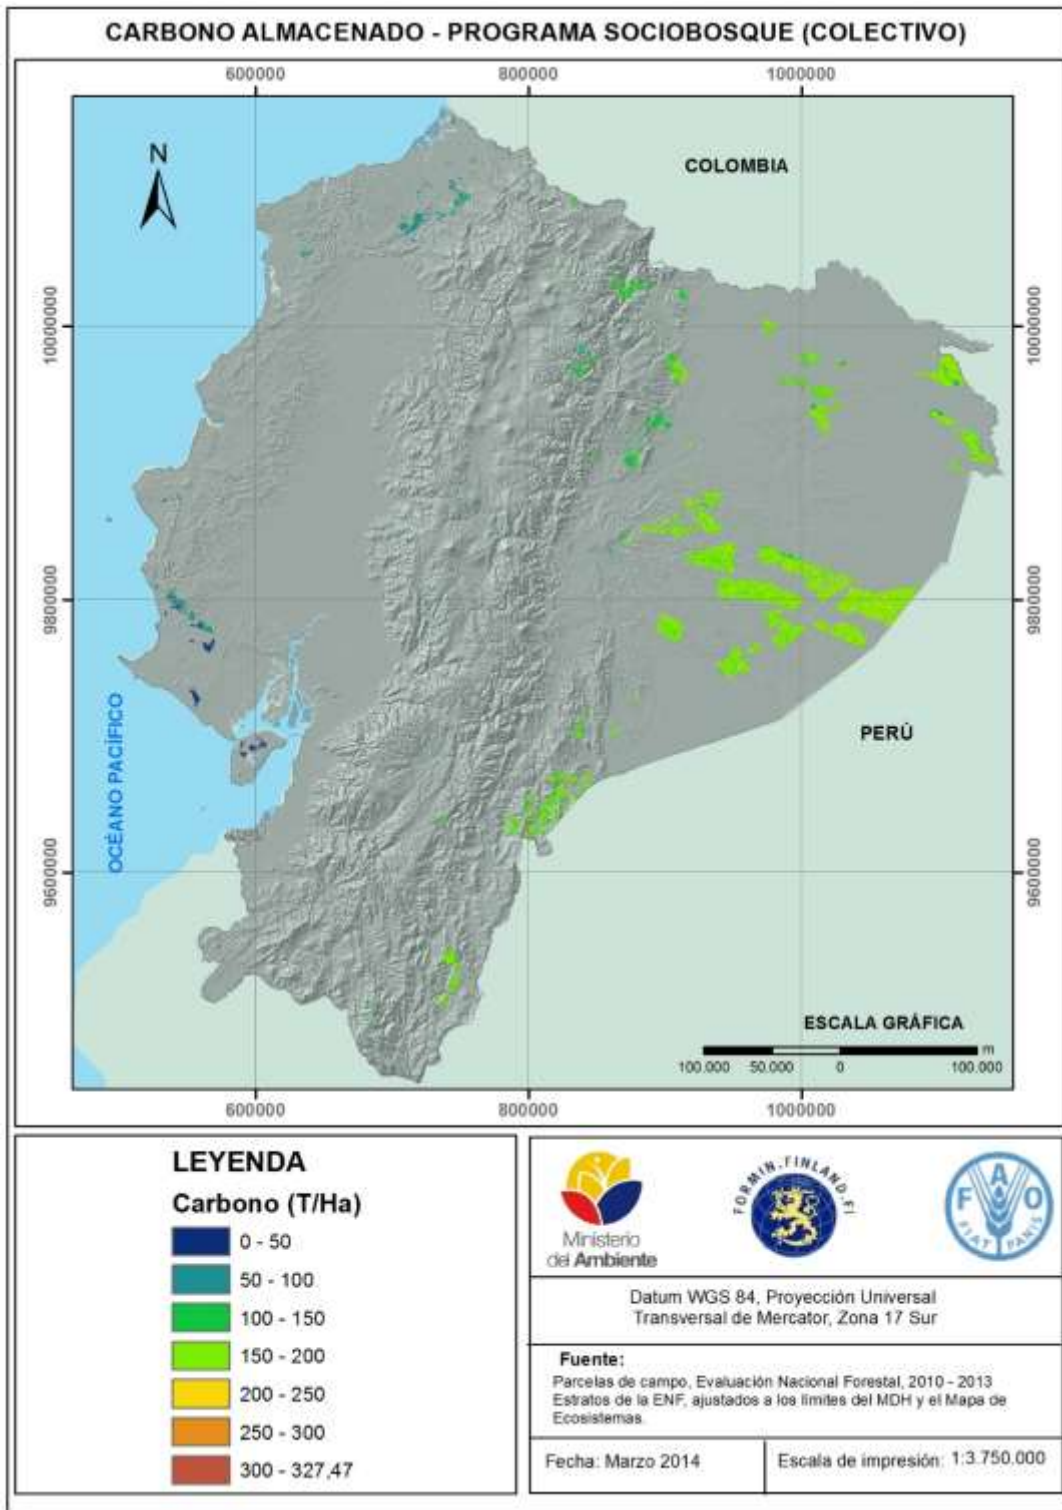 CARBONO ALMACENADO - PROGRAMA SOCIOBOSQUE (COLECTIVO)
600000
800000
1000000
N
COLOMBIA
10000000
10000000
9800000
9800000
OCÉANO PACÍFICO
PERÚ
9600000
9600000
ESCALA GRÁFICA
m
100.000 50.000 0 100.000
600000
800000
1000000
LEYENDA
Carbono (T/Ha)
0 - 50
50 - 100
100 - 150
150 - 200
200 - 250
250 - 300
300 - 327,47
Ministerio
del Ambiente
FORMIN.FINLAND.FI
F A O
FIAT PANIS
Datum WGS 84, Proyección Universal
Transversal de Mercator, Zona 17 Sur
Fuente:
Parcelas de campo, Evaluación Nacional Forestal, 2010 - 2013
Estratos de la ENF, ajustados a los límites del MDH y el Mapa de
Ecosistemas.
Fecha: Marzo 2014
Escala de impresión: 1:3.750.000